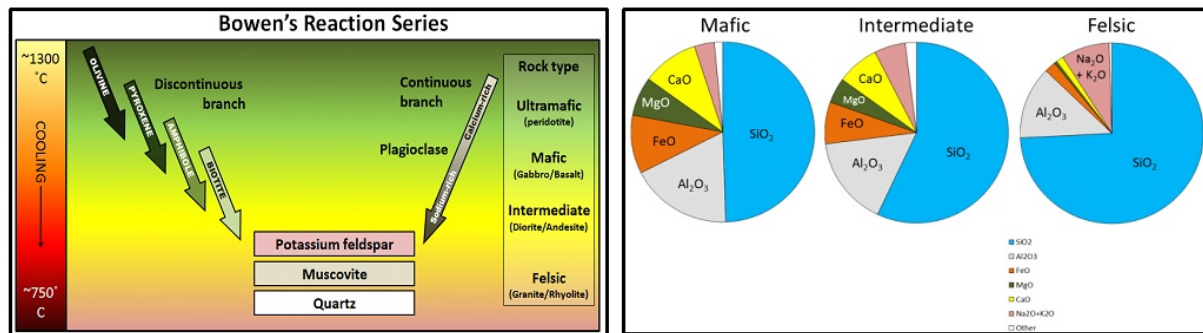 Bowen's Reaction Series
~1300
˚C
COOLING
~750˚
C
OLIVINE
PYROXENE
AMPHIBOLE
BIOTITE
Discontinuous
branch
Continuous
branch
Plagioclase
Calcium-rich
Sodium-rich
Potassium feldspar
Muscovite
Quartz
Rock type
Ultramafic
(peridotite)
Mafic
(Gabbro/Basalt)
Intermediate
(Diorite/Andesite)
Felsic
(Granite/Rhyolite)
Mafic
CaO
MgO
FeO
Al₂O₃
SiO₂
Intermediate
CaO
MgO
FeO
Al₂O₃
SiO₂
Felsic
Na₂O
+ K₂O
Al₂O₃
SiO₂
SiO2
Al2O3
FeO
MgO
CaO
Na2O+K2O
Other